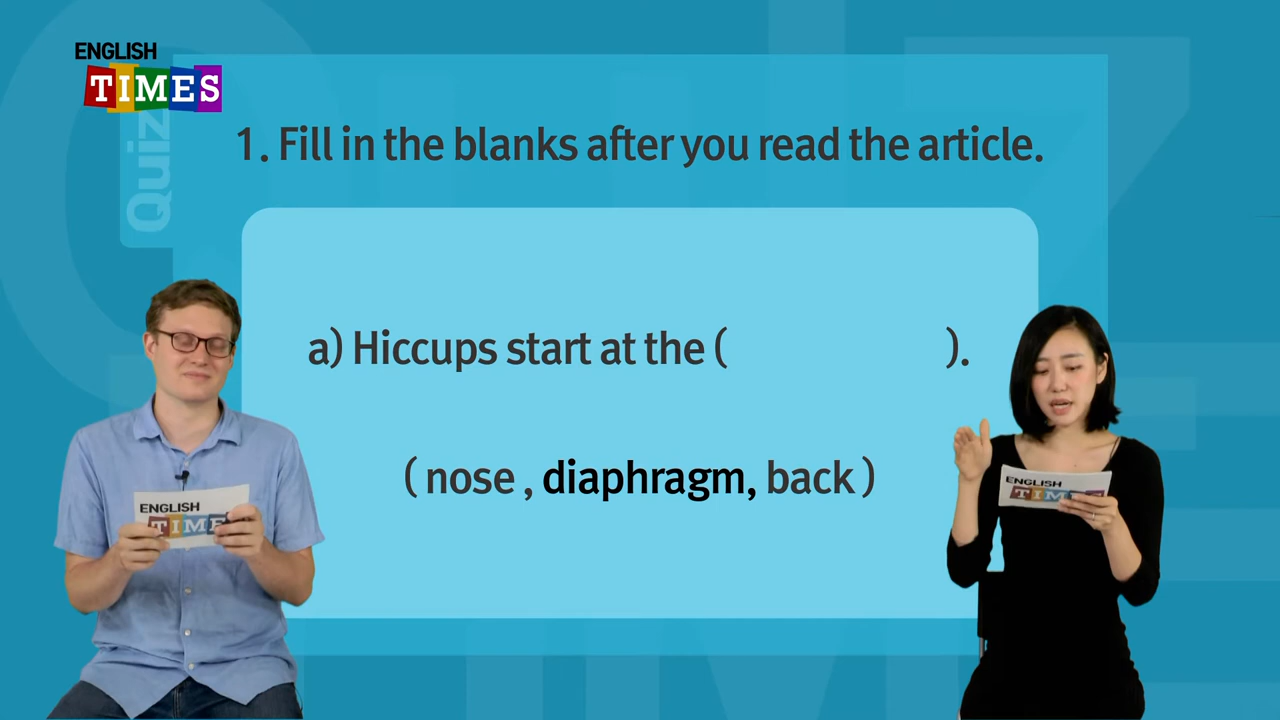 ENGLISH
TIMES
Quiz
1. Fill in the blanks after you read the article.
a) Hiccups start at the (                ).
( nose , diaphragm, back )
ENGLISH
TIME
ENGLISH
TIMES